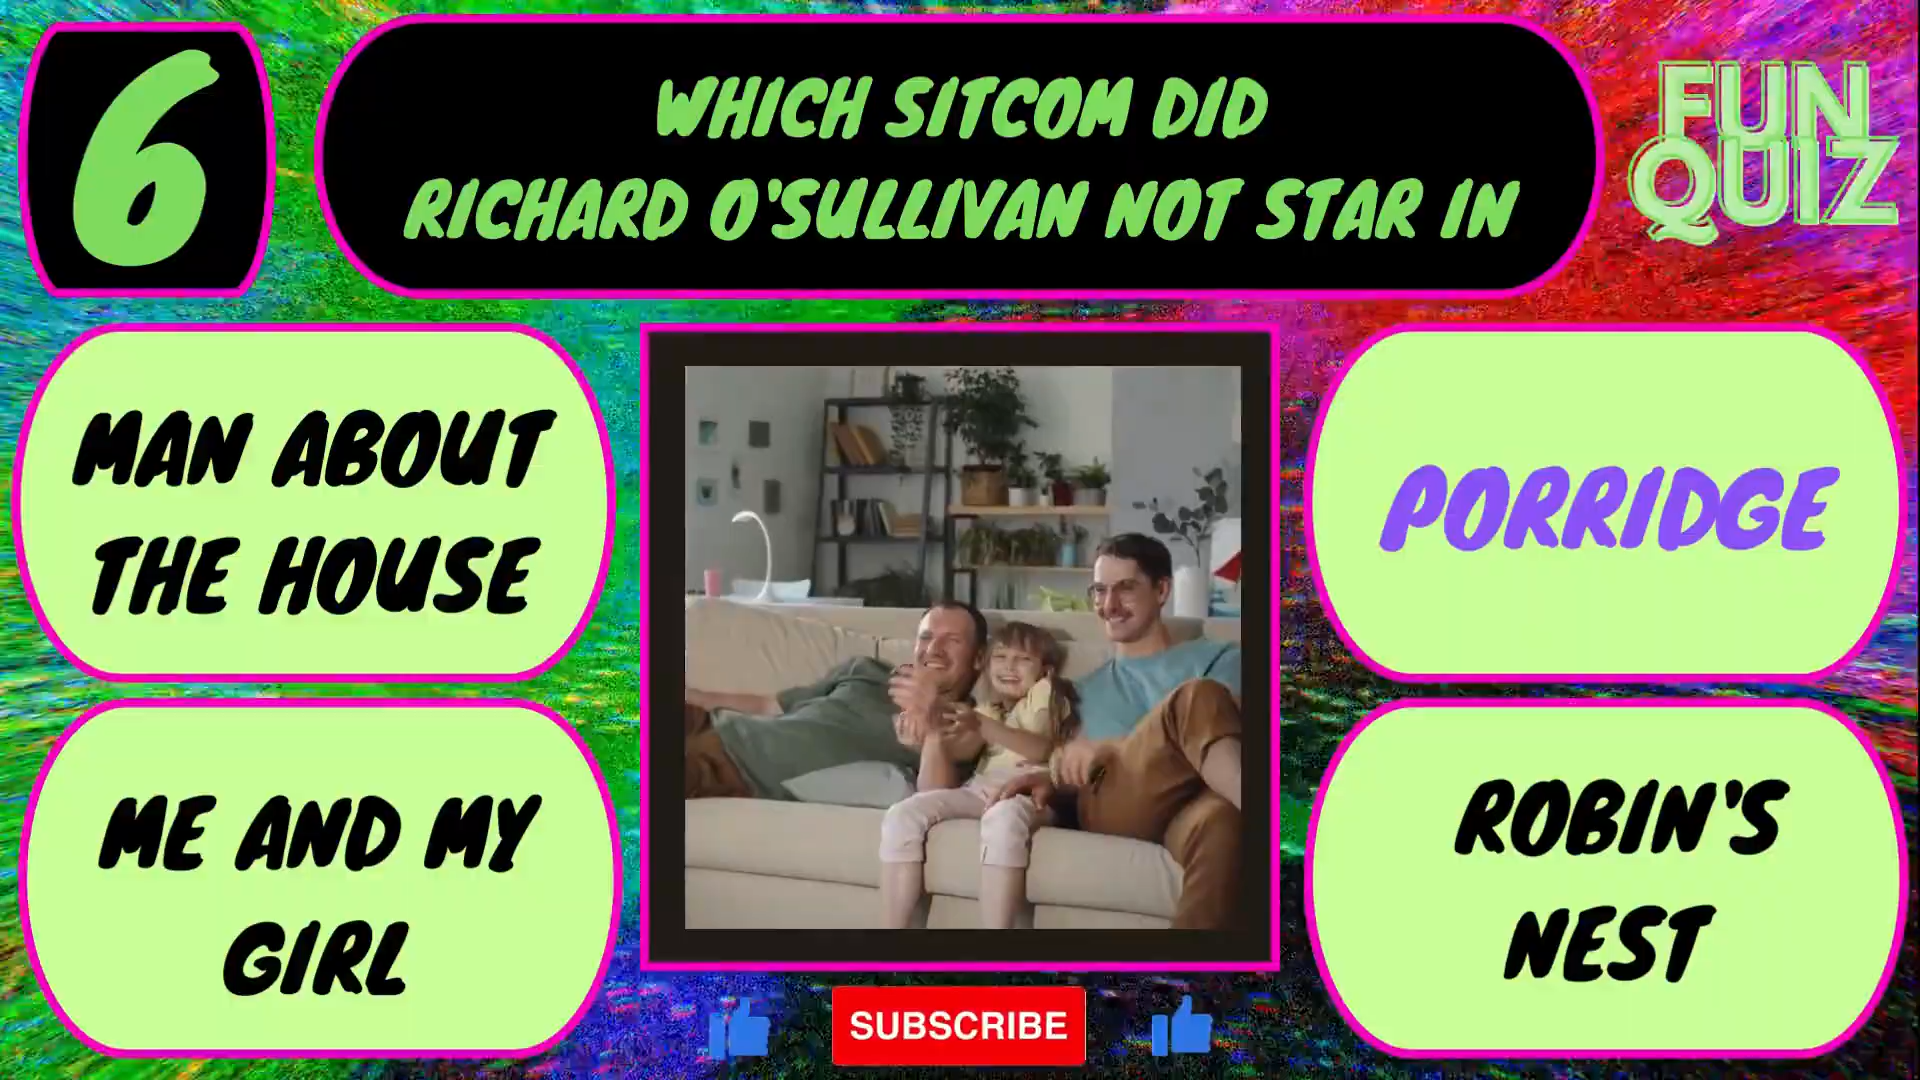 6
WHICH SITCOM DID
RICHARD O'SULLIVAN NOT STAR IN
FUN
QUIZ
MAN ABOUT
THE HOUSE
PORRIDGE
ME AND MY
GIRL
ROBIN'S
NEST
SUBSCRIBE